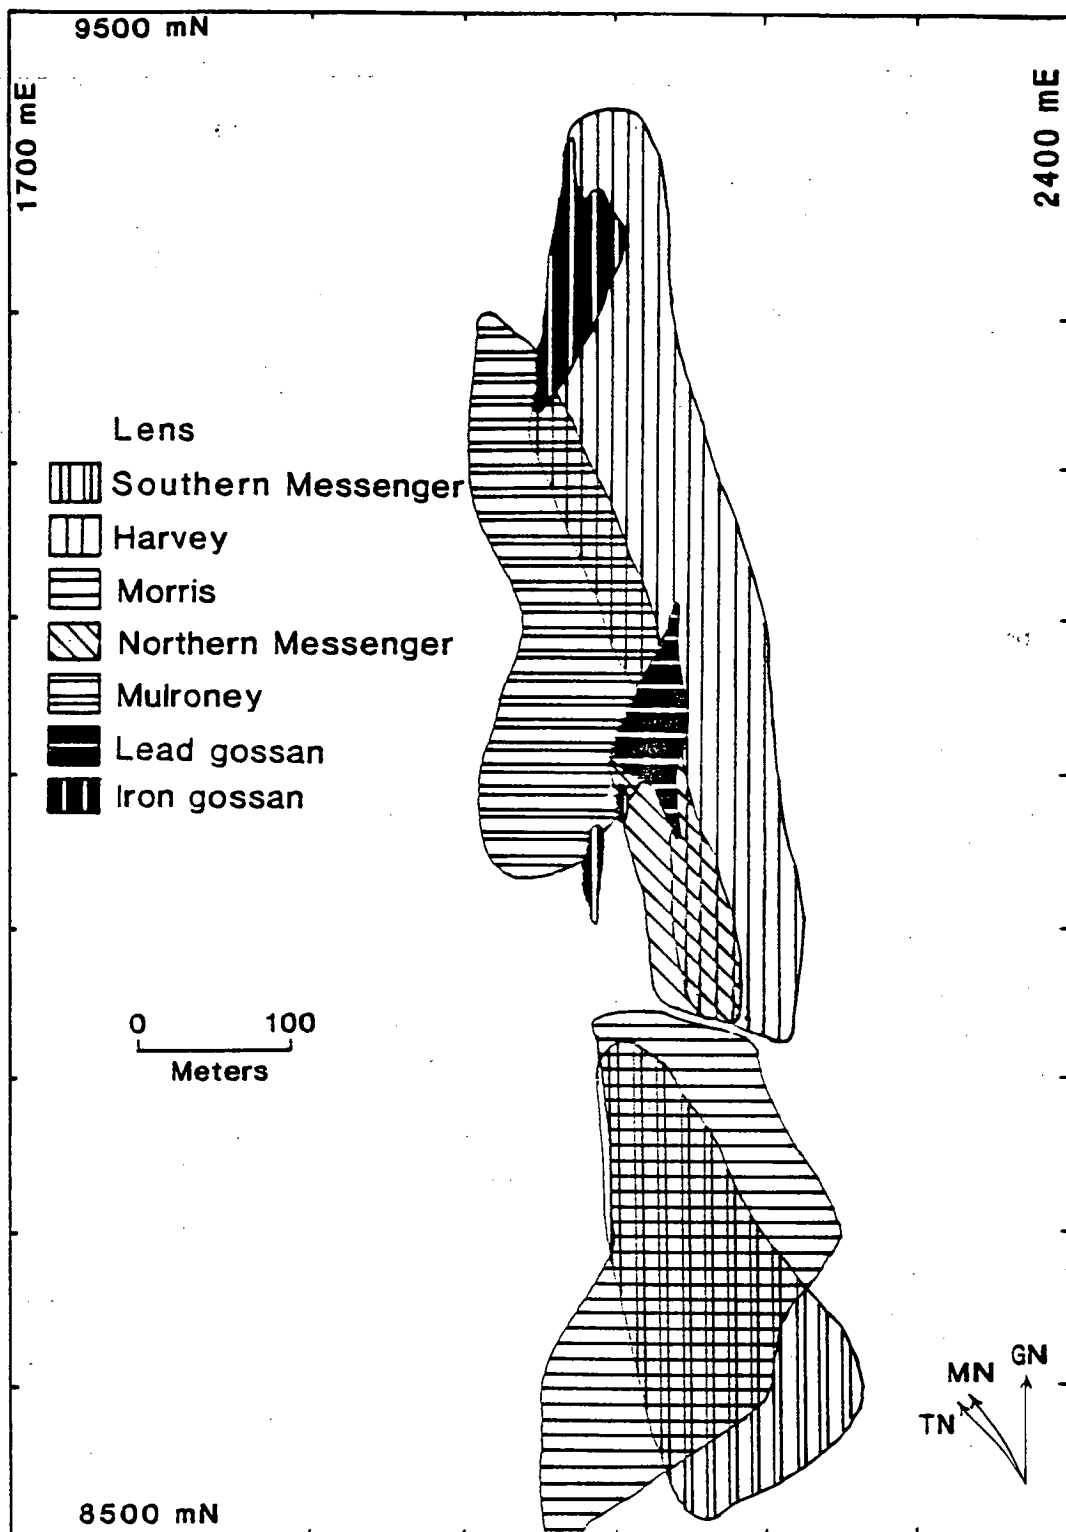 9500 mN
1700 mE
2400 mE
Lens
Southern Messenger
Harvey
Morris
Northern Messenger
Mulroney
Lead gossan
Iron gossan
0 100
Meters
GN
MN
TN
8500 mN